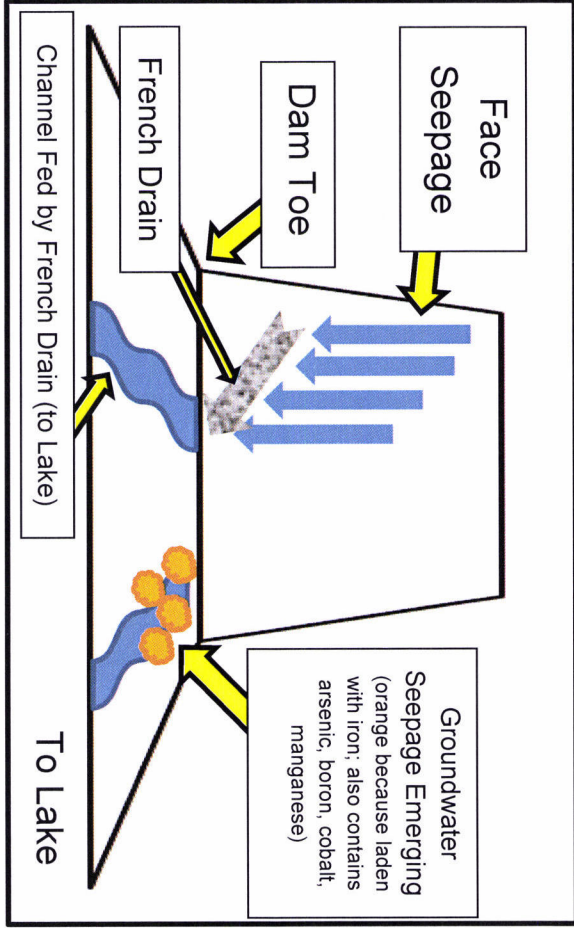 Face
Seepage
Dam Toe
French Drain
Channel Fed by French Drain (to Lake)
Groundwater
Seepage Emerging
(orange because laden
with iron; also contains
arsenic, boron, cobalt,
manganese)
To Lake